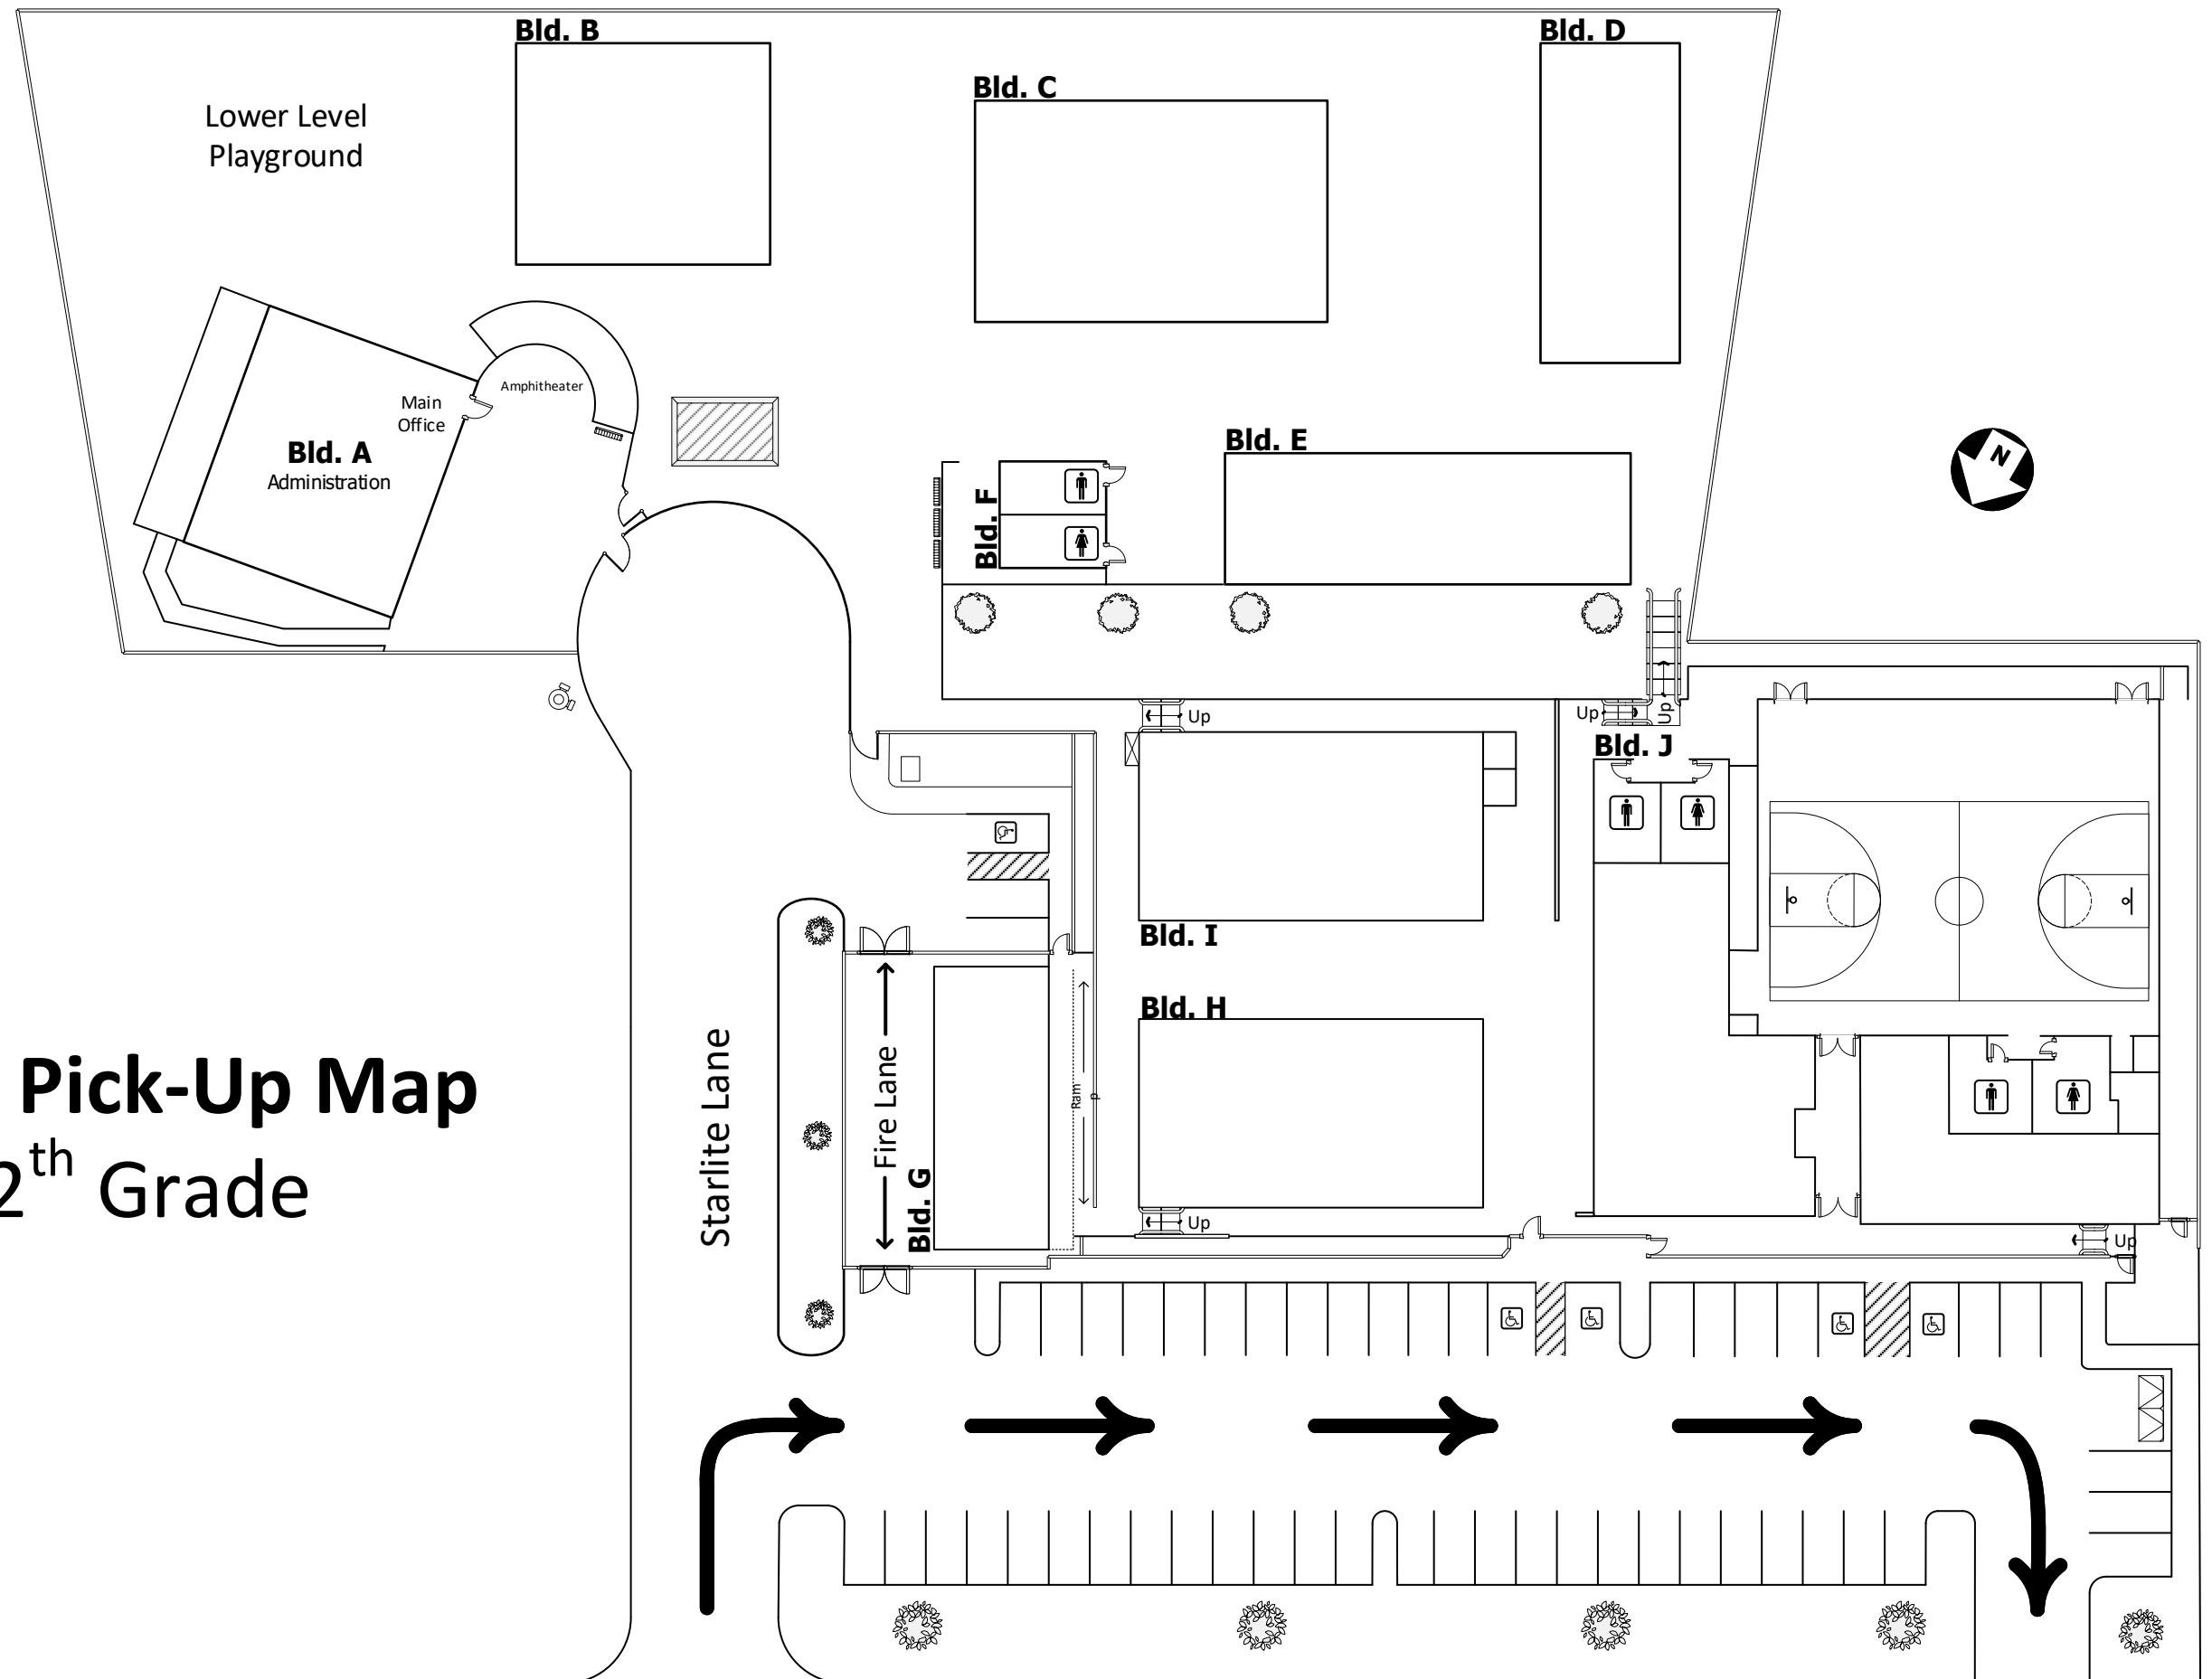 Bld. B
Bld. D
Bld. C
Lower Level
Playground
Amphitheater
Main
Office
Bld. A
Administration
Bld. E
N
Bld. F
Up
Up
Up
Bld. J
Bld. I
Bld. H
Pick-Up Map
2th Grade
Starlite Lane
Fire Lane
Bld. G
Ram
p
Up
Up